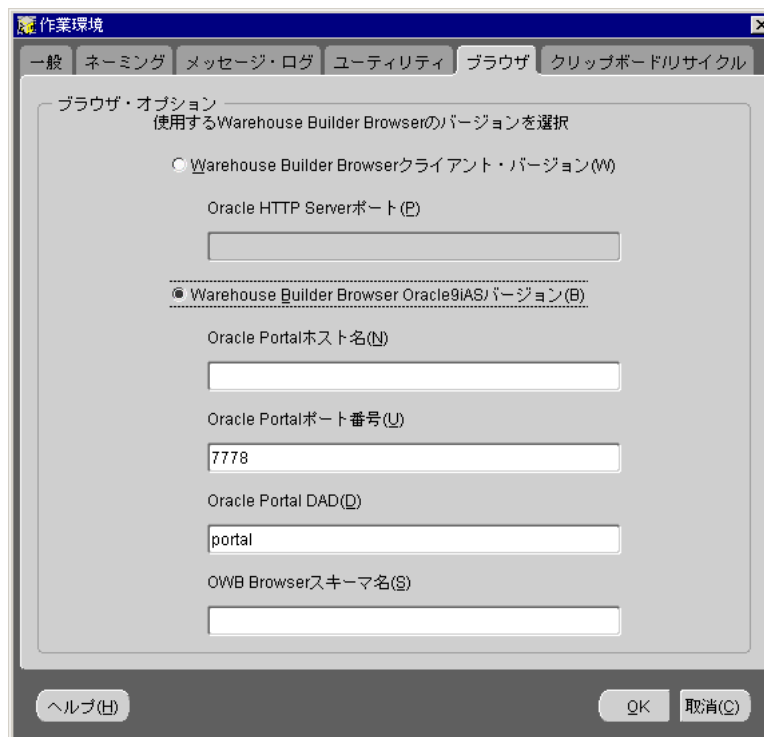 作業環境
一般 ネーミング メッセージ・ログ ユーティリティ ブラウザ クリップボード/リサイクル
ブラウザ・オプション
使用するWarehouse Builder Browserのバージョンを選択
Warehouse Builder Browserクライアント・バージョン(W)
Oracle HTTP Serverポート(P)
Warehouse Builder Browser Oracle9iASバージョン(B)
Oracle Portalホスト名(N)
Oracle Portalポート番号(U)
7778
Oracle Portal DAD(D)
portal
OWB Browserスキーマ名(S)
ヘルプ(H) OK 取消(C)